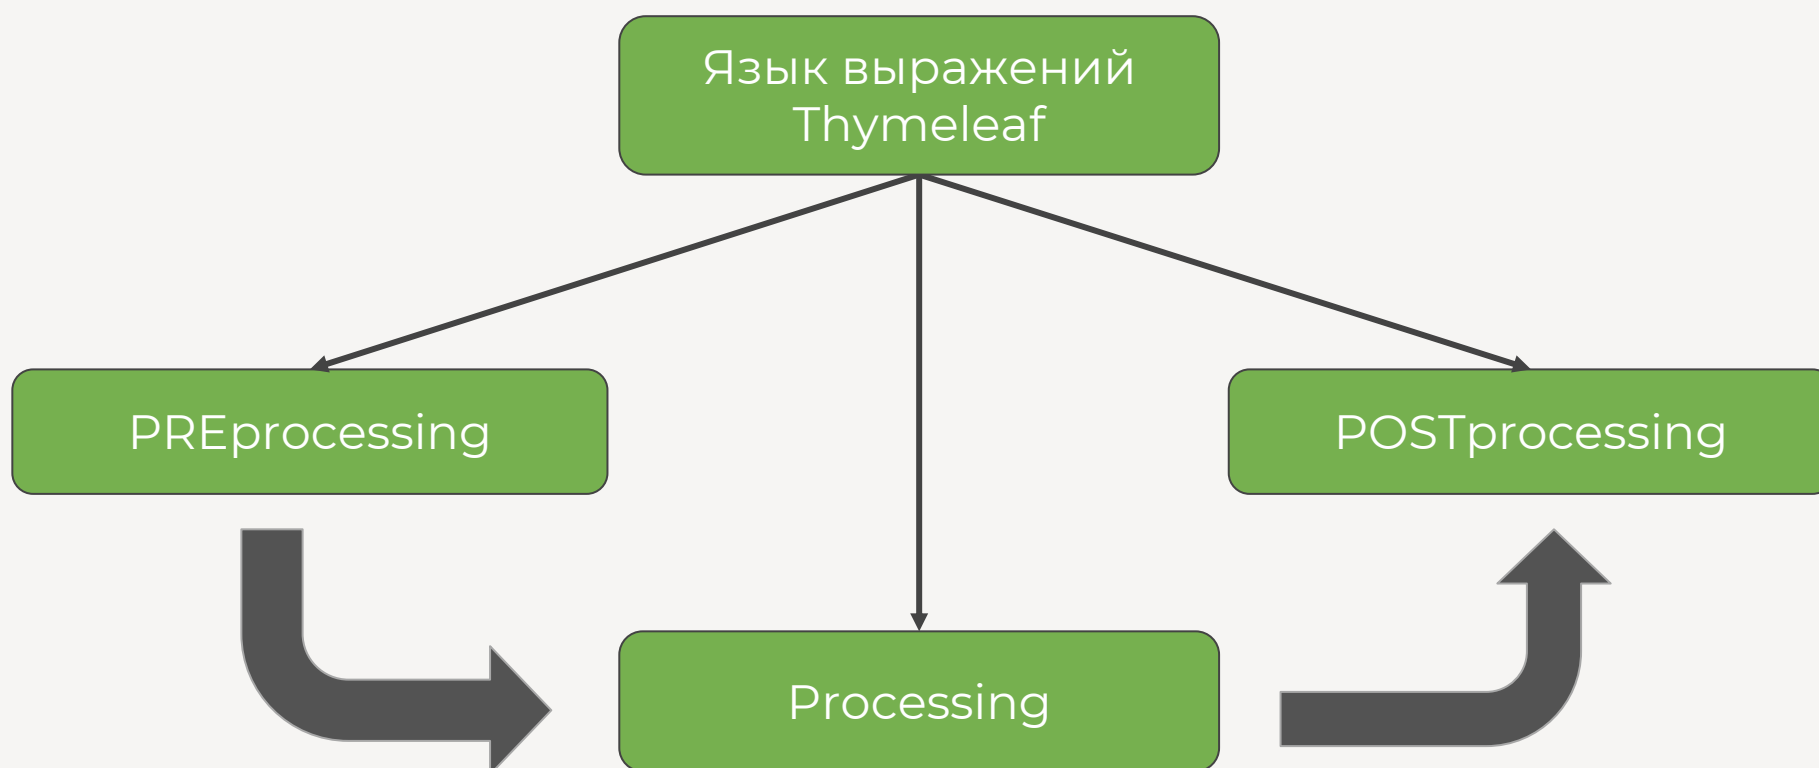 Язык выражений
Thymeleaf
PREprocessing
POSTprocessing
Processing